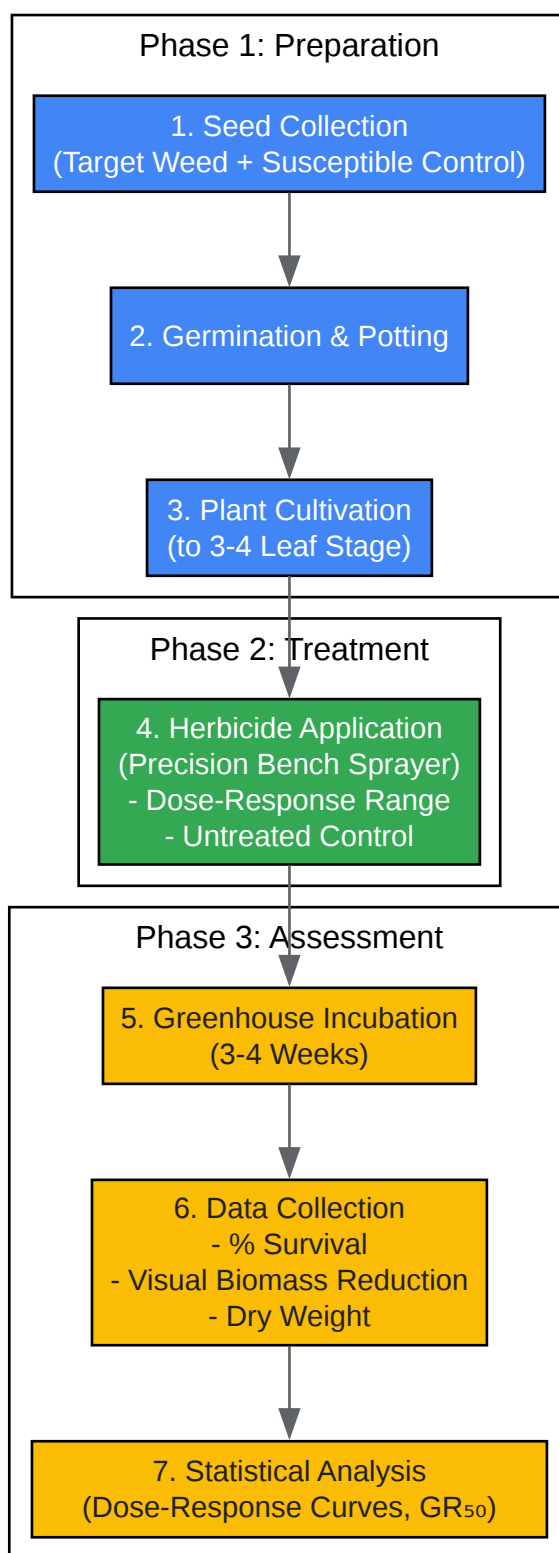 Phase 1: Preparation
1. Seed Collection
(Target Weed + Susceptible Control)
2. Germination & Potting
3. Plant Cultivation
(to 3-4 Leaf Stage)
Phase 2: Treatment
4. Herbicide Application
(Precision Bench Sprayer)
- Dose-Response Range
- Untreated Control
Phase 3: Assessment
5. Greenhouse Incubation
(3-4 Weeks)
6. Data Collection
- % Survival
- Visual Biomass Reduction
- Dry Weight
7. Statistical Analysis
(Dose-Response Curves, GR₅₀)